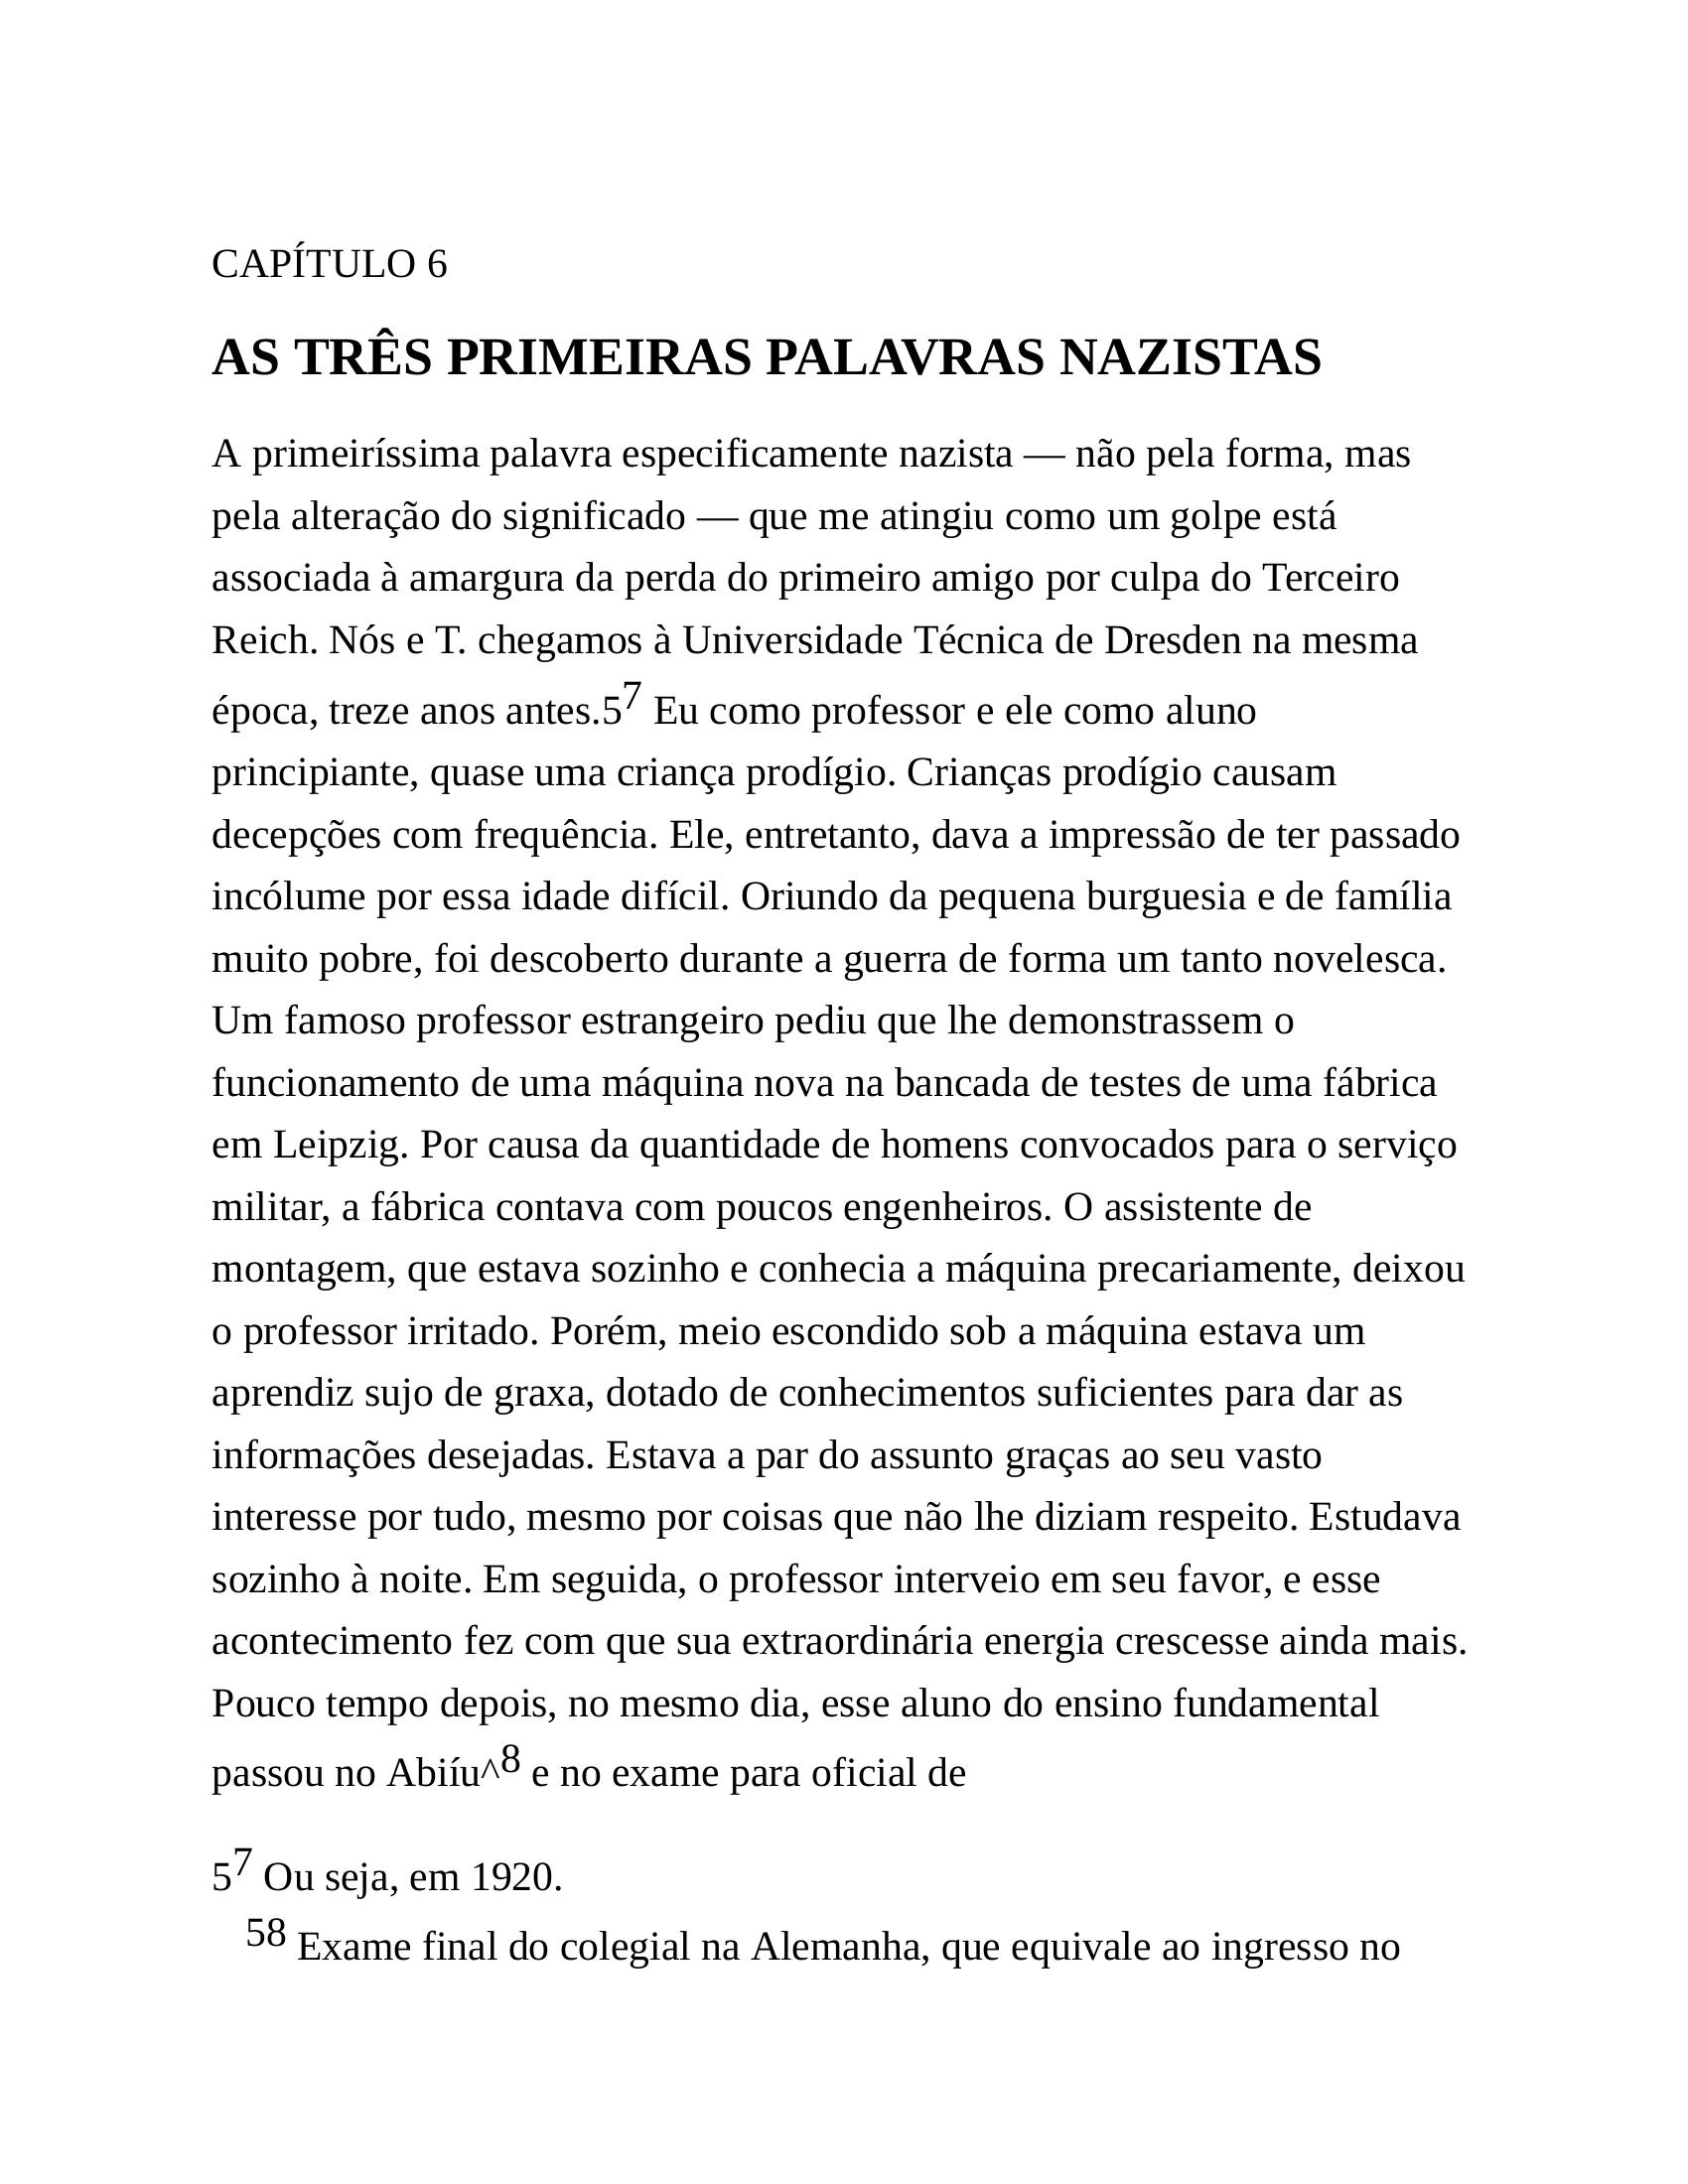 CAPÍTULO 6
AS TRÊS PRIMEIRAS PALAVRAS NAZISTAS
A primeiríssima palavra especificamente nazista — não pela forma, mas
pela alteração do significado — que me atingiu como um golpe está
associada à amargura da perda do primeiro amigo por culpa do Terceiro
Reich. Nós e T. chegamos à Universidade Técnica de Dresden na mesma
época, treze anos antes.57 Eu como professor e ele como aluno
principiante, quase uma criança prodígio. Crianças prodígio causam
decepções com frequência. Ele, entretanto, dava a impressão de ter passado
incólume por essa idade difícil. Oriundo da pequena burguesia e de família
muito pobre, foi descoberto durante a guerra de forma um tanto novelesca.
Um famoso professor estrangeiro pediu que lhe demonstrassem o
funcionamento de uma máquina nova na bancada de testes de uma fábrica
em Leipzig. Por causa da quantidade de homens convocados para o serviço
militar, a fábrica contava com poucos engenheiros. O assistente de
montagem, que estava sozinho e conhecia a máquina precariamente, deixou
o professor irritado. Porém, meio escondido sob a máquina estava um
aprendiz sujo de graxa, dotado de conhecimentos suficientes para dar as
informações desejadas. Estava a par do assunto graças ao seu vasto
interesse por tudo, mesmo por coisas que não lhe diziam respeito. Estudava
sozinho à noite. Em seguida, o professor interveio em seu favor, e esse
acontecimento fez com que sua extraordinária energia crescesse ainda mais.
Pouco tempo depois, no mesmo dia, esse aluno do ensino fundamental
passou no Abiíu^8 e no exame para oficial de
57 Ou seja, em 1920.
58 Exame final do colegial na Alemanha, que equivale ao ingresso no